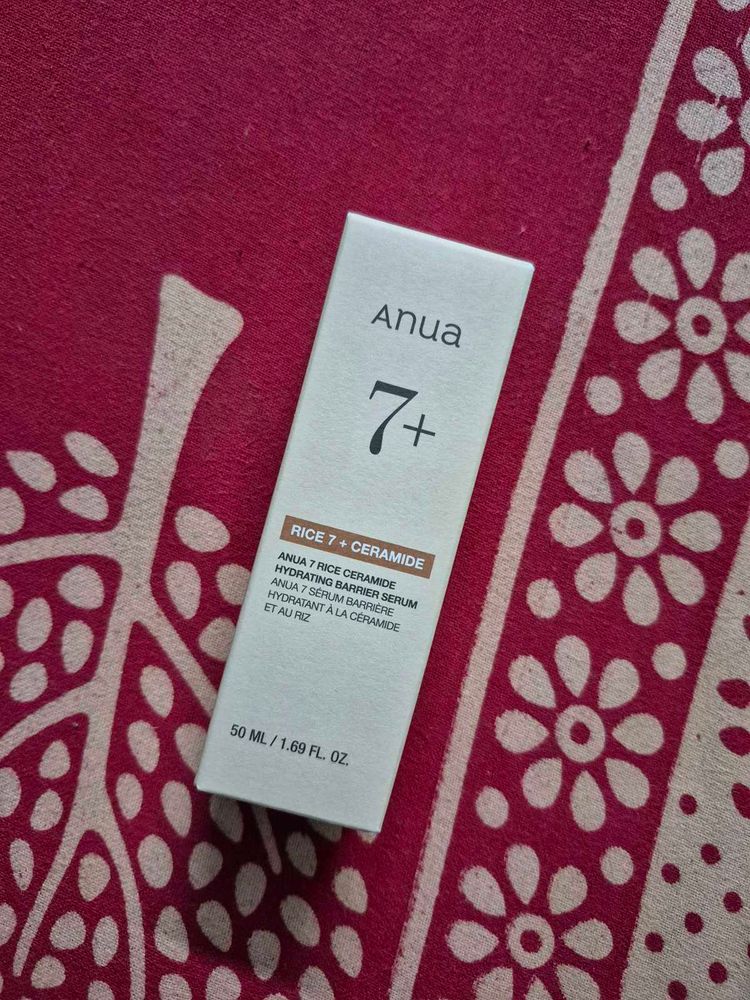 Anua
7+
RICE 7 + CERAMIDE
ANUA 7 RICE CERAMIDE
HYDRATING BARRIER SERUM
ANUA 7 SÉRUM BARRIÈRE
HYDRATANT À LA CÉRAMIDE
ET AU RIZ
50 ML / 1.69 FL. OZ.